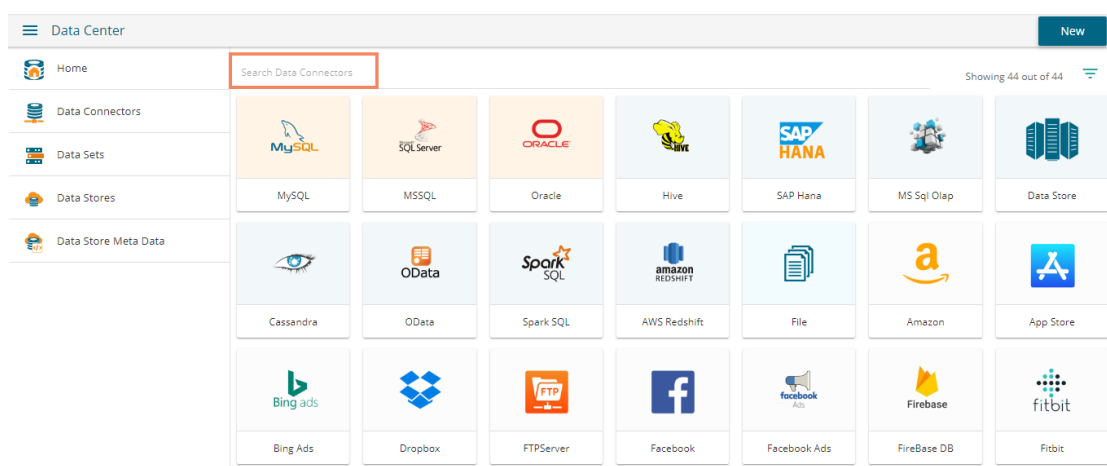 Data Center
New
Home
Data Connectors
Data Sets
Data Stores
Data Store Meta Data
Search Data Connectors
Showing 44 out of 44
MySQL
SQL Server
ORACLE
HIVE
SAP
HANA
MySQL
MSSQL
Oracle
Hive
SAP Hana
MS Sql Olap
Data Store
OData
Spark
SQL
amazon
REDSHIFT
a
Cassandra
OData
Spark SQL
AWS Redshift
File
Amazon
App Store
Bing ads
FTP
f
facebook
Ads
Firebase
fitbit
Bing Ads
Dropbox
FTPServer
Facebook
Facebook Ads
FireBase DB
Fitbit